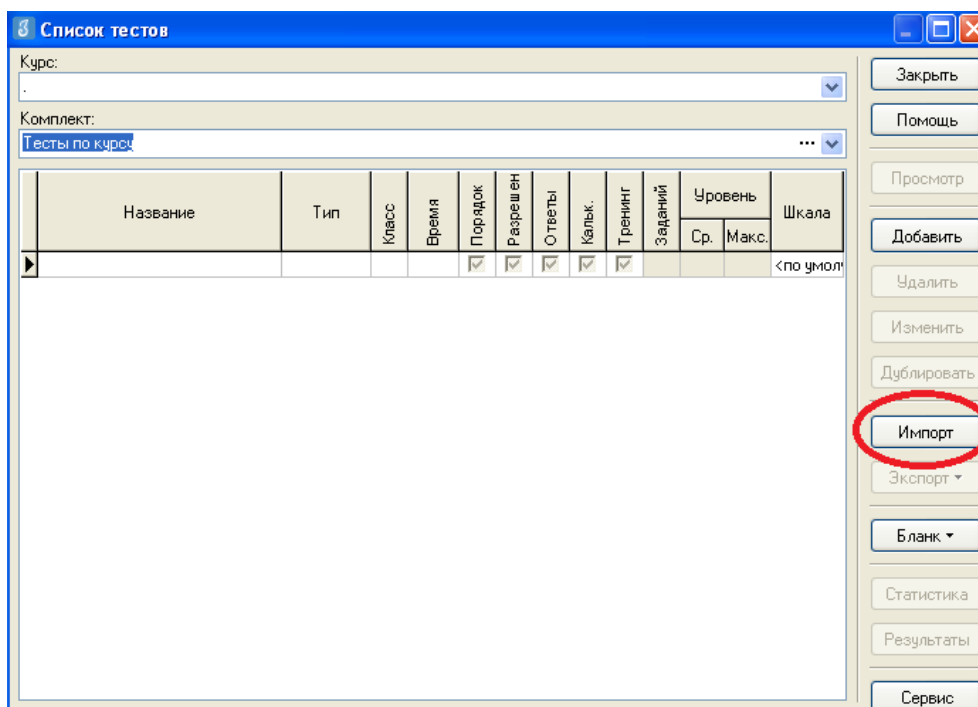 Список тестов
Курс:
.
Комплект:
Тесты по курсу ...
Название Тип Класс Время Порядок Разрешен Ответы Кальк. Тренинг Заданий Уровень Шкала
Ср. Макс.
<по умолч
Закрыть
Помощь
Просмотр
Добавить
Удалить
Изменить
Дублировать
Импорт
Экспорт
Бланк
Статистика
Результаты
Сервис